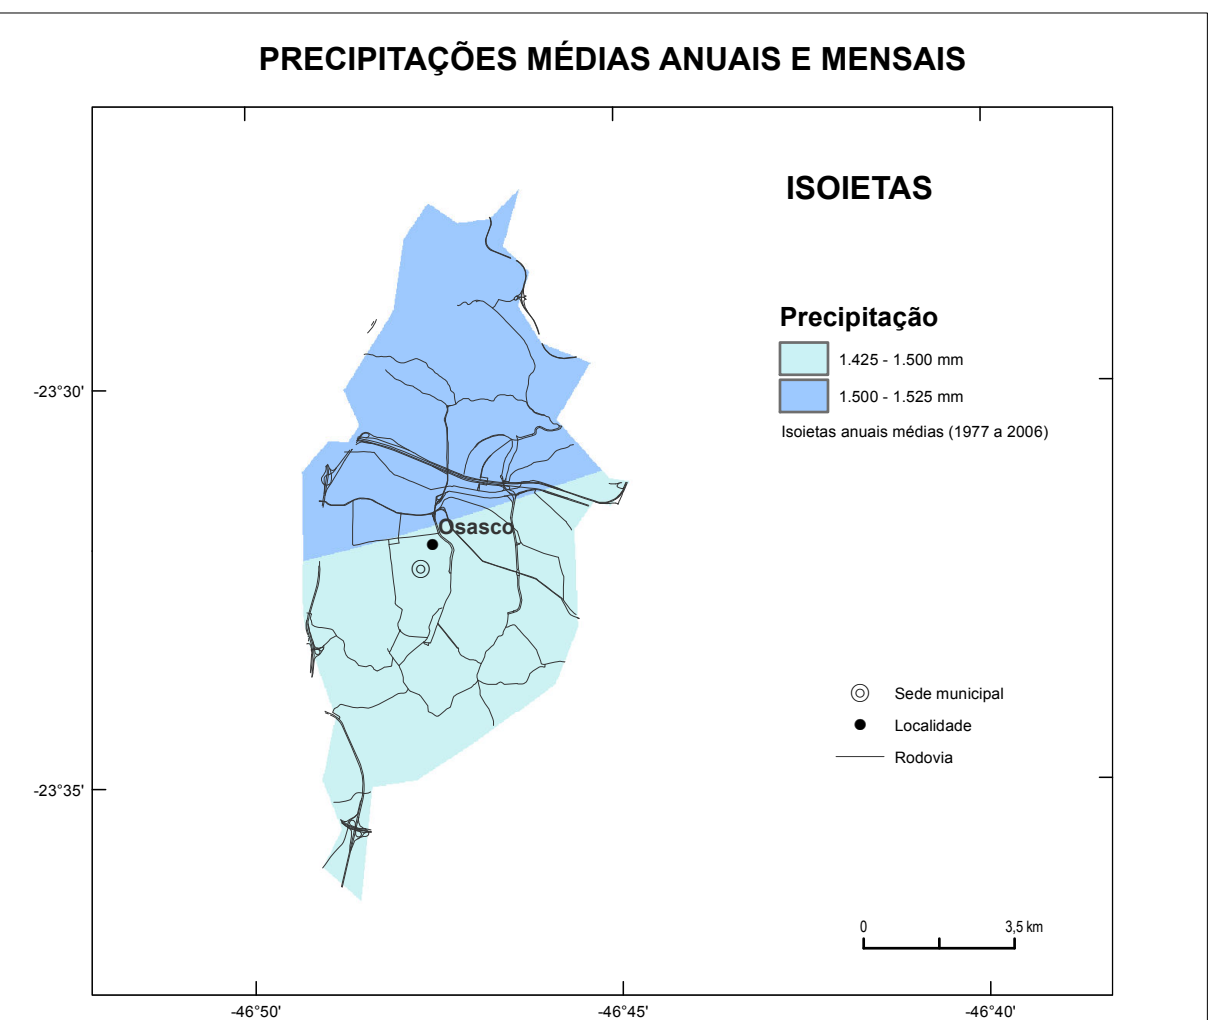 PRECIPITAÇÕES MÉDIAS ANUAIS E MENSAIS
ISOIETAS
Precipitação
1.425 - 1.500 mm
1.500 - 1.525 mm
Isoietas anuais médias (1977 a 2006)
-23°30'
Osasco
Sede municipal
Localidade
Rodovia
-23°35'
0 3,5 km
-46°50' -46°45' -46°40'